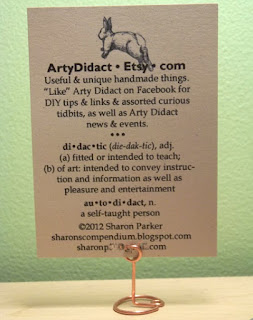 ArtyDidact • Etsy • com
Useful & unique handmade things.
“Like” Arty Didact on Facebook for
DIY tips & links & assorted curious
tidbits, as well as Arty Didact
news & events.
•••
di•dac•tic (die-dak-tic), adj.
(a) fitted or intended to teach;
(b) of art: intended to convey instruc-
tion and information as well as
pleasure and entertainment
au•to•di•dact, n.
a self-taught person
©2012 Sharon Parker
sharonscompendium.blogspot.com